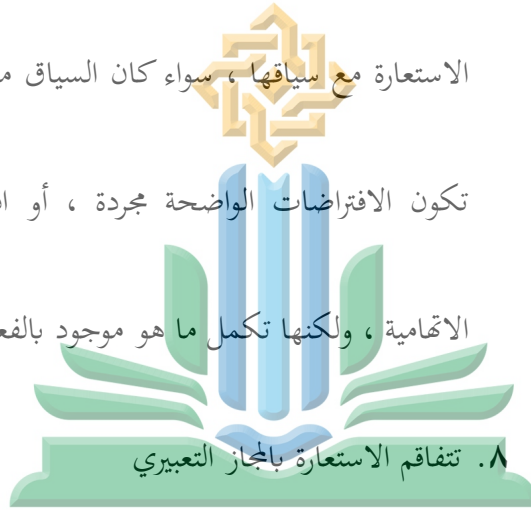 الاستعارة مع سياقها ، سواء كان السياق
تكون الافتراضات الواضحة مجردة ، أو
الاتهامية ، ولكنها تكمل ما هو موجود
٨. تتفاقم الاستعارة بالمجاز التعبيري